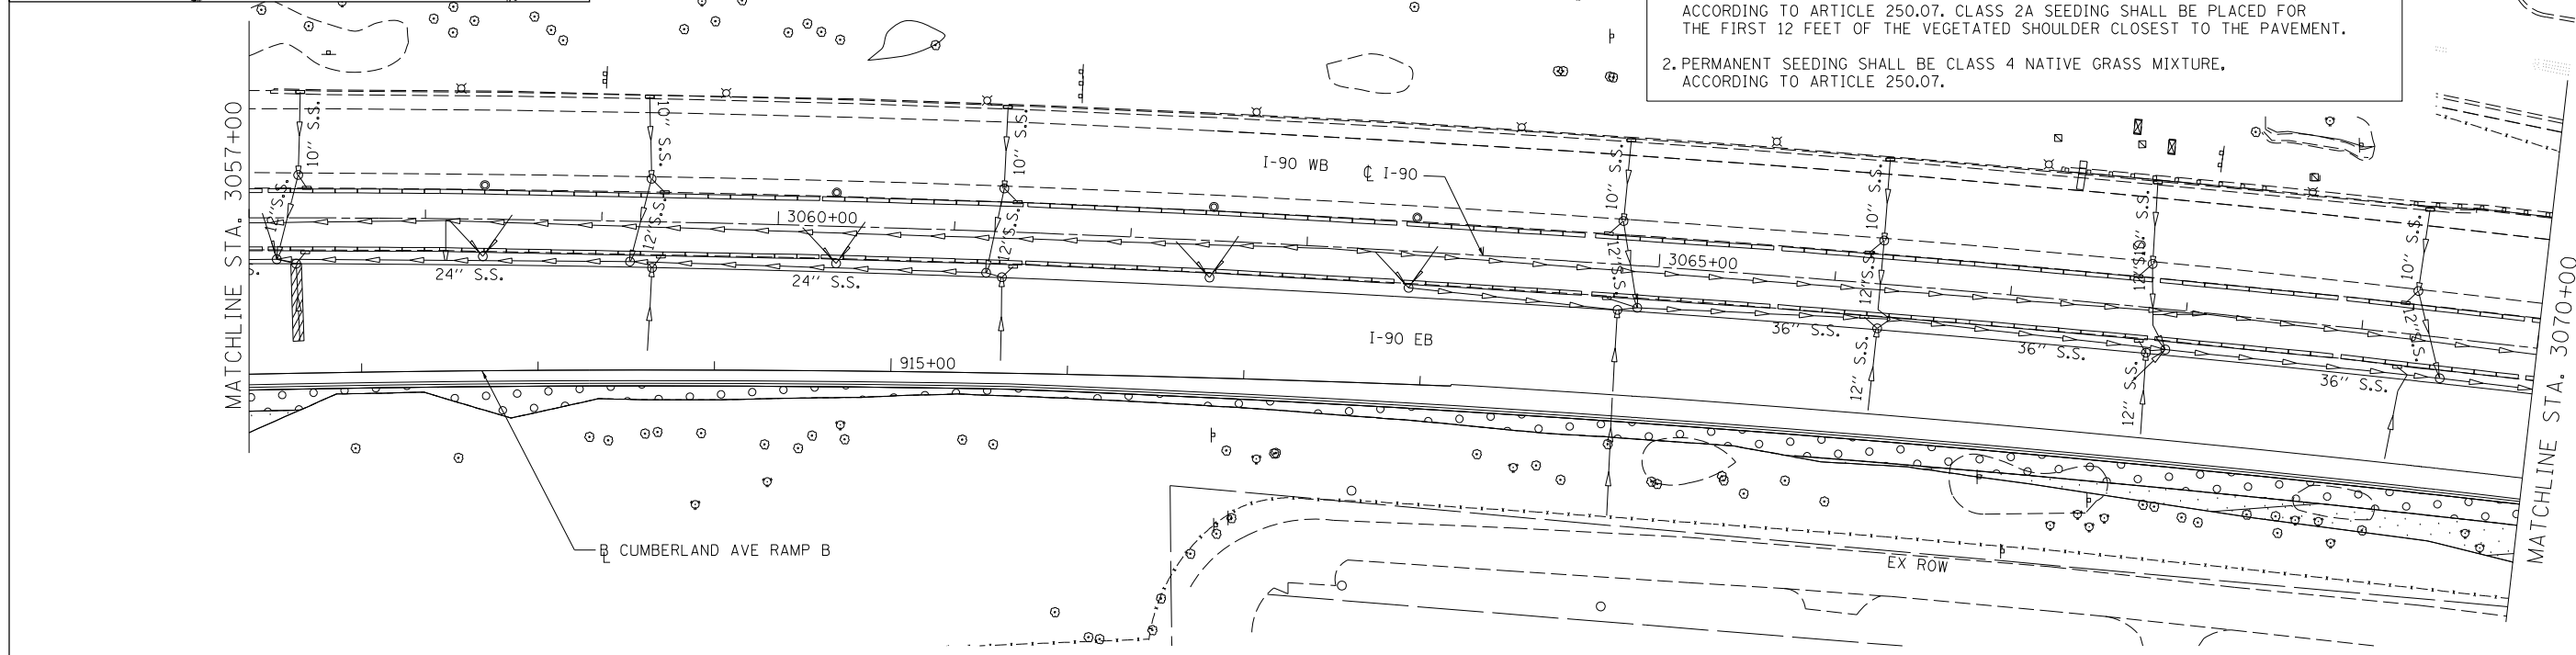 ACCORDING TO ARTICLE 250.07. CLASS 2A SEEDING SHALL BE PLACED FOR
THE FIRST 12 FEET OF THE VEGETATED SHOULDER CLOSEST TO THE PAVEMENT.
2. PERMANENT SEEDING SHALL BE CLASS 4 NATIVE GRASS MIXTURE,
ACCORDING TO ARTICLE 250.07.
MATCHLINE STA. 3057+00
10" S.S.
10" S.S.
10" S.S.
10" S.S.
10" S.S.
10" S.S.
I-90 WB
℄ I-90
12"S.S.
12"S.S.
12"S.S.
12"S.S.
12"S.S.
12"S.S.
3060+00
3065+00
S.
24" S.S.
24" S.S.
36" S.S.
36" S.S.
36" S.S.
I-90 EB
915+00
12" S.S.
12" S.S.
MATCHLINE STA. 3070+00
B
L CUMBERLAND AVE RAMP B
EX ROW